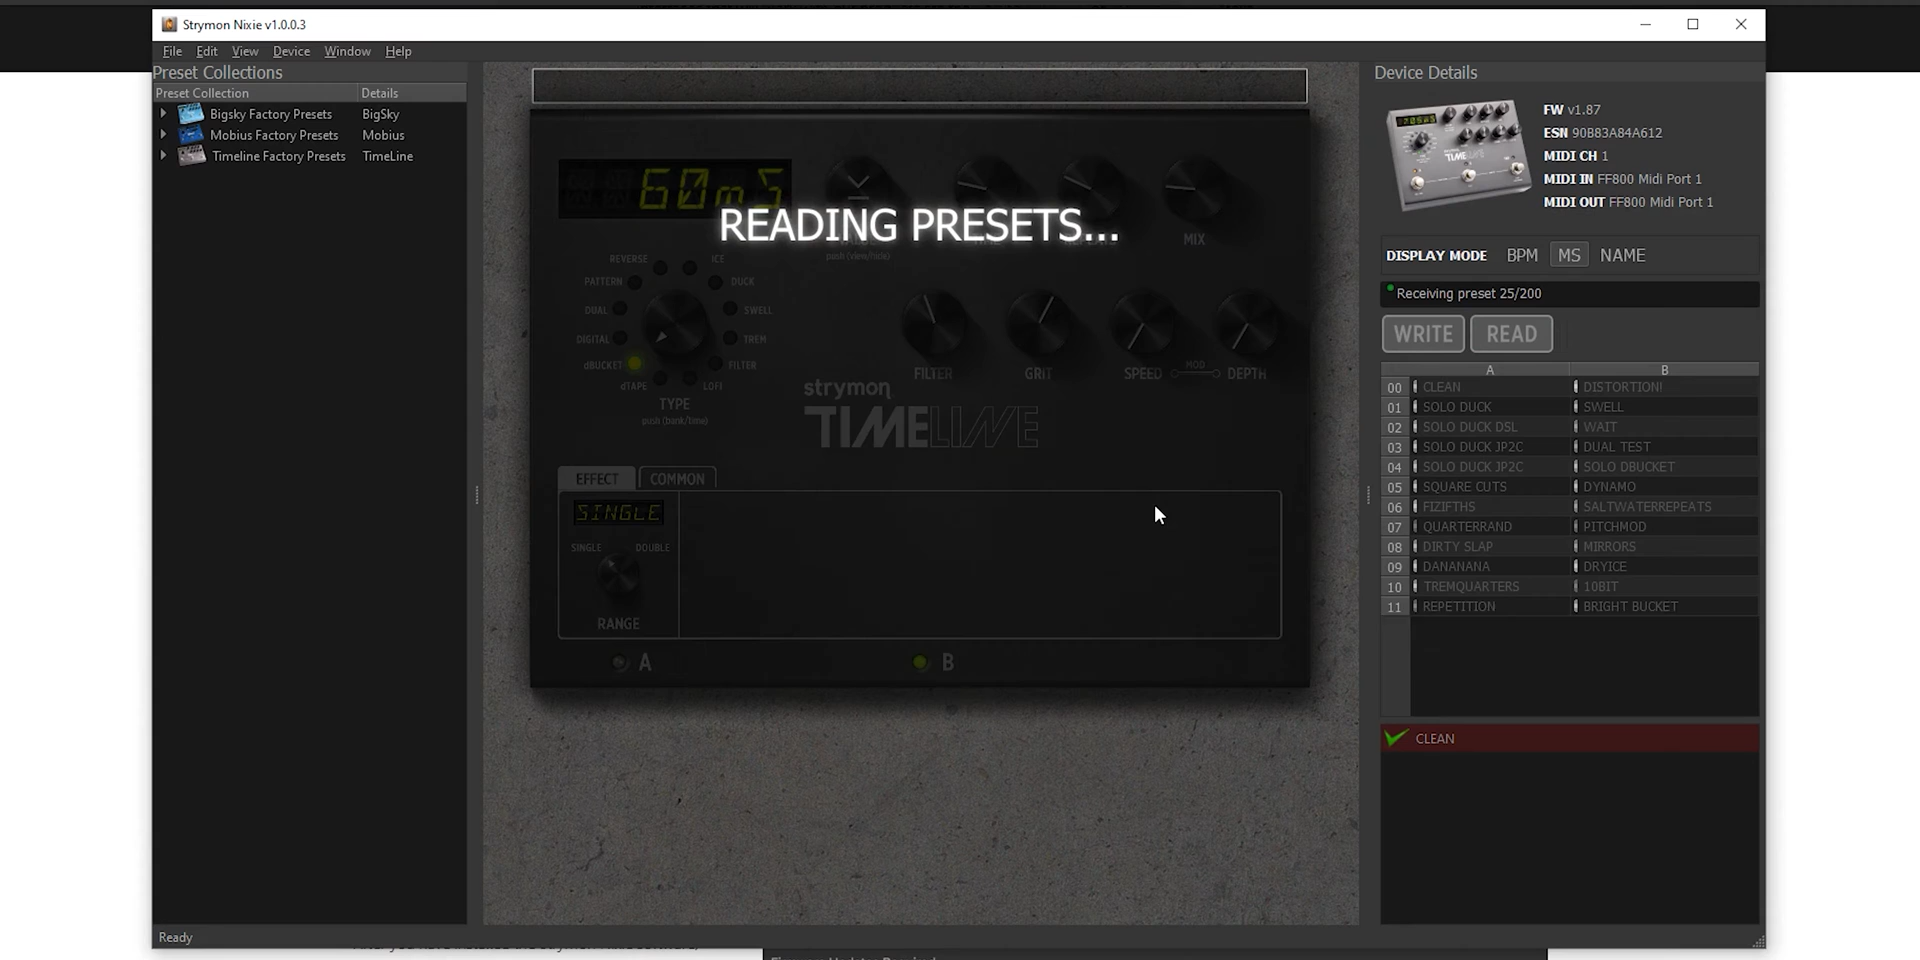 Strymon Nixie v1.0.0.3
File Edit View Device Window Help
Preset Collections
Preset Collection Details
Bigsky Factory Presets BigSky
Mobius Factory Presets Mobius
Timeline Factory Presets TimeLine
60mS
READING PRESETS...
MIX
push (view/hide)
REVERSE
ICE
PATTERN
DUCK
DUAL
SWELL
DIGITAL
TREM
dBUCKET
FILTER
dTAPE
LOFI
TYPE
push (bank/time)
FILTER
GRIT
SPEED
MOD
DEPTH
strymon
TIMELINE
EFFECT COMMON
SINGLE
SINGLE DOUBLE
RANGE
A
B
Device Details
FW v1.87
ESN 90B83A84A612
MIDI CH 1
MIDI IN FF800 Midi Port 1
MIDI OUT FF800 Midi Port 1
DISPLAY MODE BPM MS NAME
Receiving preset 25/200
WRITE READ
A B
00 CLEAN DISTORTION!
01 SOLO DUCK SWELL
02 SOLO DUCK DSL WAIT
03 SOLO DUCK JP2C DUAL TEST
04 SOLO DUCK JP2C SOLO DBUCKET
05 SQUARE CUTS DYNAMO
06 FIZIFTHS SALTWATERREPEATS
07 QUARTERRAND PITCHMOD
08 DIRTY SLAP MIRRORS
09 DANANANA DRYICE
10 TREMQUARTERS 10BIT
11 REPETITION BRIGHT BUCKET
CLEAN
Ready